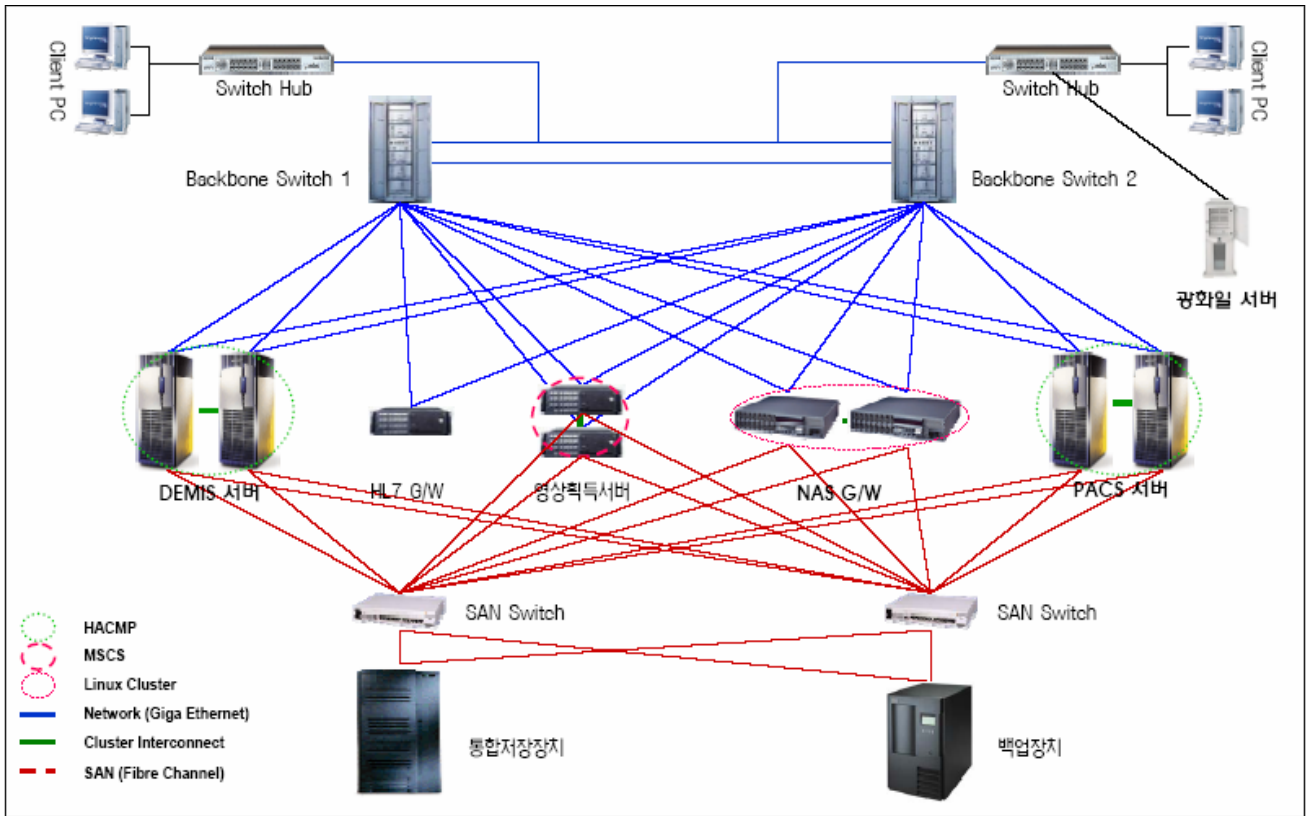 Client PC
Switch Hub
Switch Hub
Client PC
Backbone Switch 1
Backbone Switch 2
광화일 서버
DEMIS 서버
HL7 G/W
영상획득서버
NAS G/W
PACS 서버
SAN Switch
SAN Switch
HACMP
MSCS
Linux Cluster
Network (Giga Ethernet)
Cluster Interconnect
SAN (Fibre Channel)
통합저장장치
백업장치